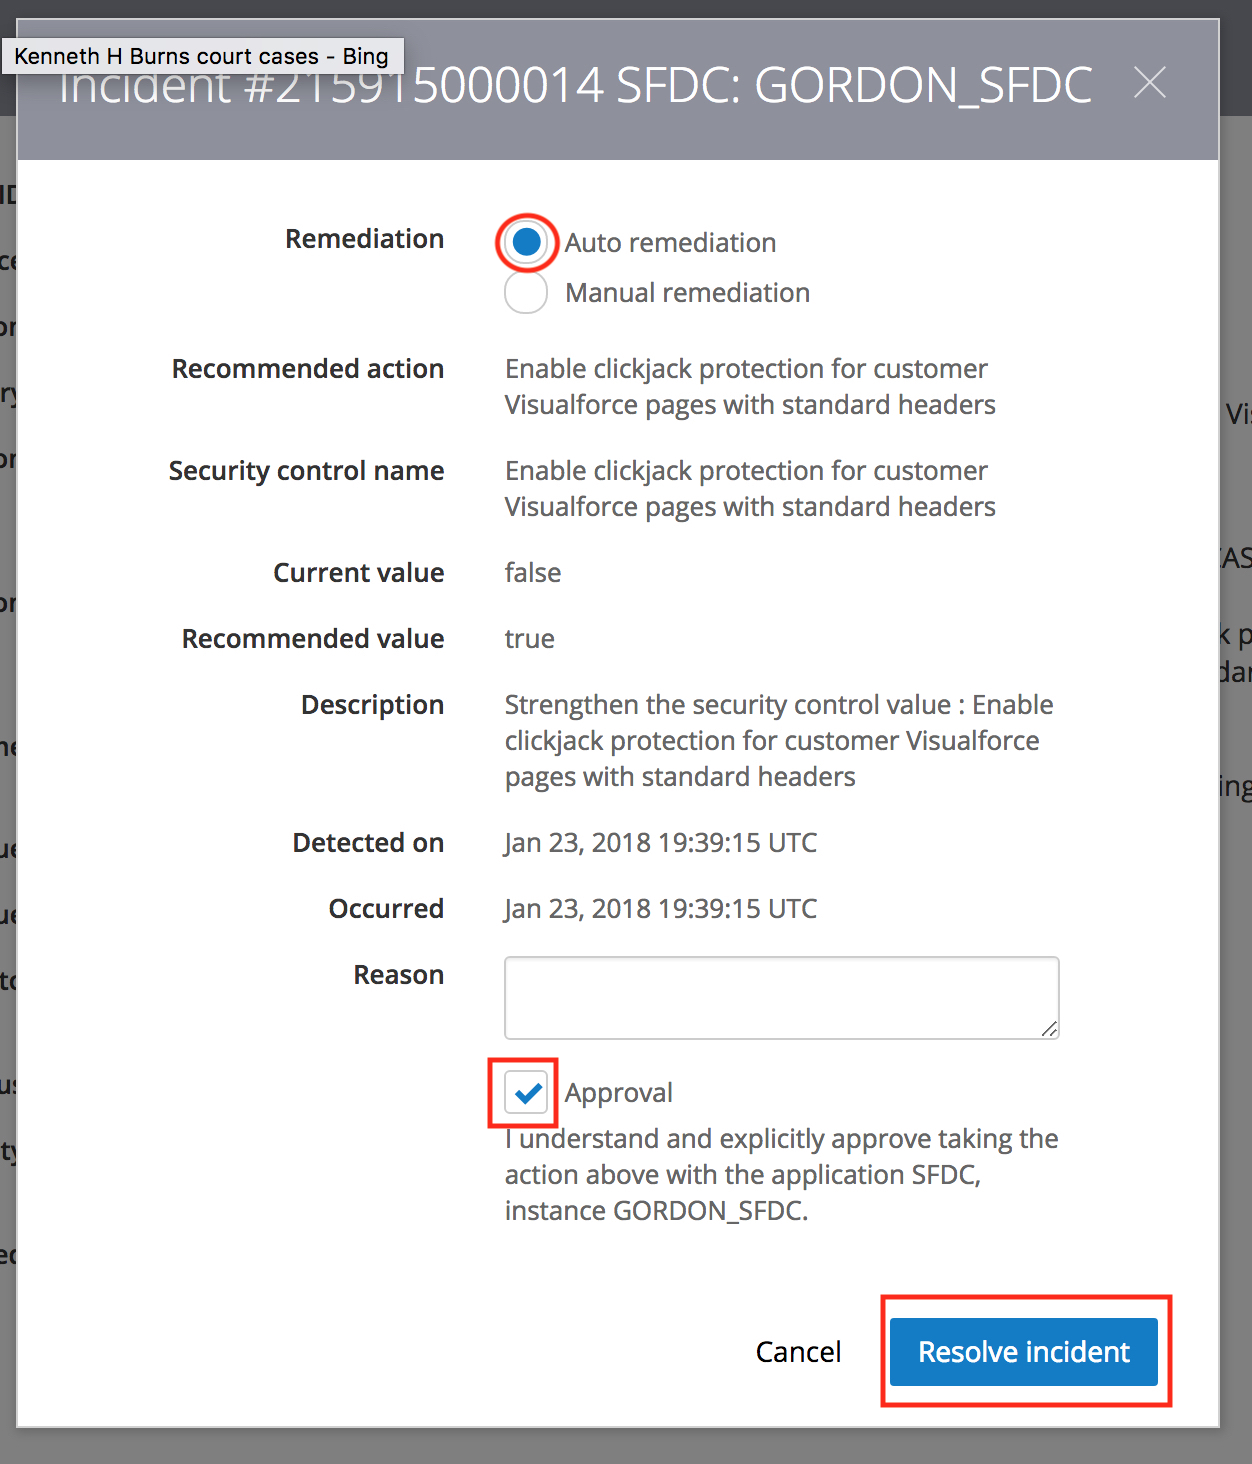 Kenneth H Burns court cases - Bing
Incident #215915000014 SFDC: GORDON_SFDC
Remediation
Auto remediation
Manual remediation
Recommended action
Enable clickjack protection for customer
Visualforce pages with standard headers
Security control name
Enable clickjack protection for customer
Visualforce pages with standard headers
Current value
false
Recommended value
true
Description
Strengthen the security control value : Enable
clickjack protection for customer Visualforce
pages with standard headers
Detected on
Jan 23, 2018 19:39:15 UTC
Occurred
Jan 23, 2018 19:39:15 UTC
Reason
Approval
I understand and explicitly approve taking the
action above with the application SFDC,
instance GORDON_SFDC.
Cancel
Resolve incident